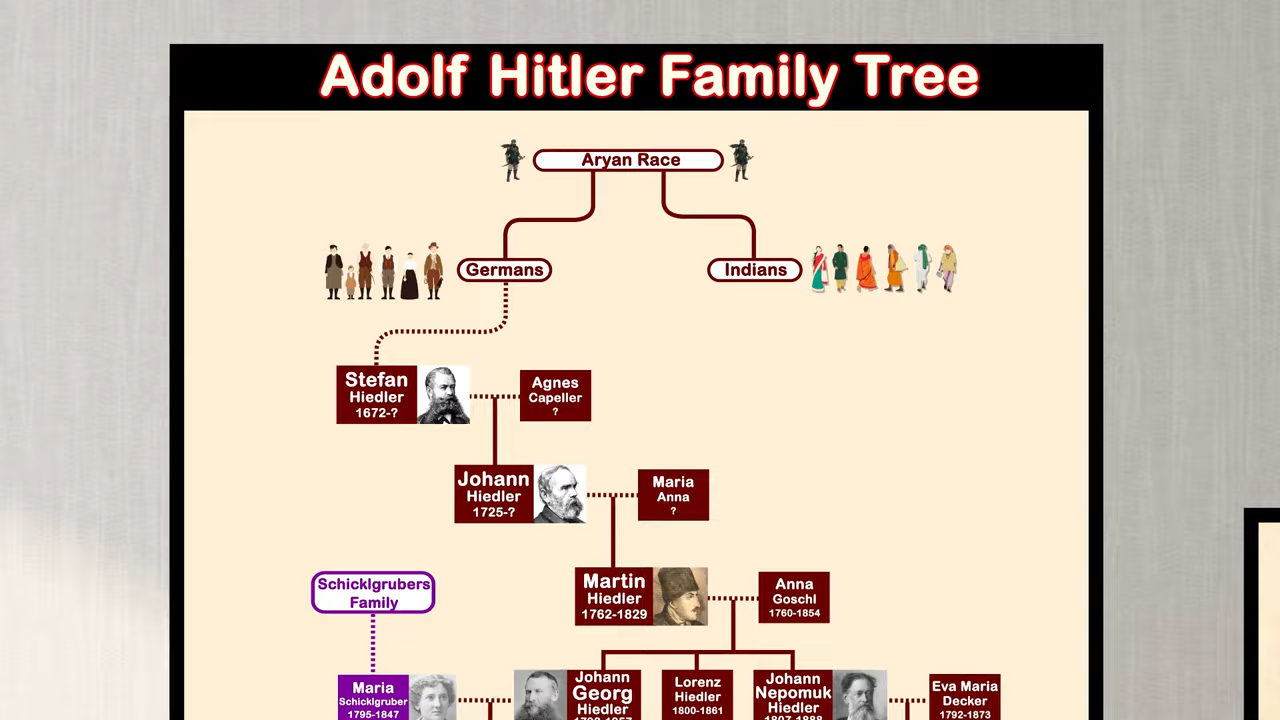 Adolf Hitler Family Tree
Aryan Race
Germans
Indians
Stefan
Hiedler
1672-?
Agnes
Capeller
?
Johann
Hiedler
1725-?
Maria
Anna
?
Schicklgrubers
Family
Martin
Hiedler
1762-1829
Anna
Goschl
1760-1854
Maria
Schicklgruber
1795-1847
Johann
Georg
Hiedler
Lorenz
Hiedler
1800-1861
Johann
Nepomuk
Hiedler
1807-1888
Eva Maria
Decker
1792-1873